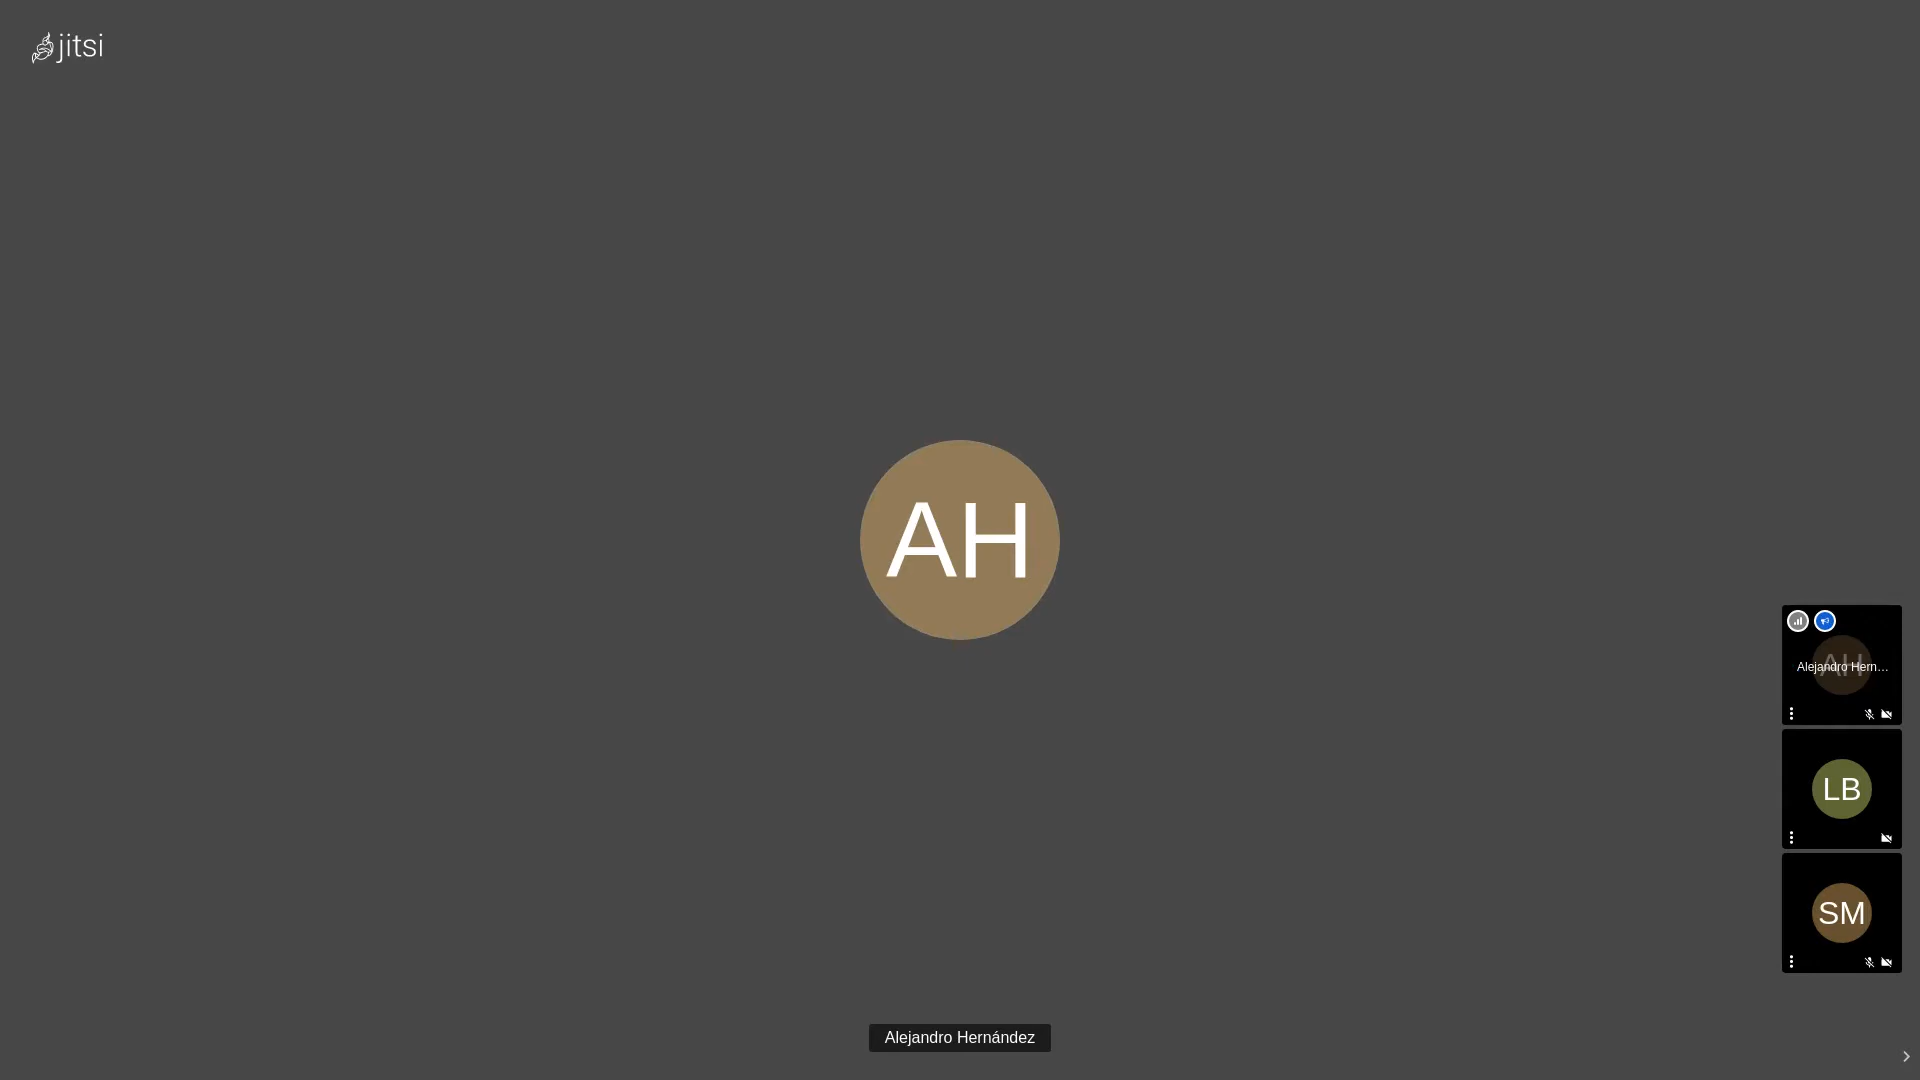 jitsi
AH
AH
Alejandro Hern...
LB
SM
Alejandro Hernández